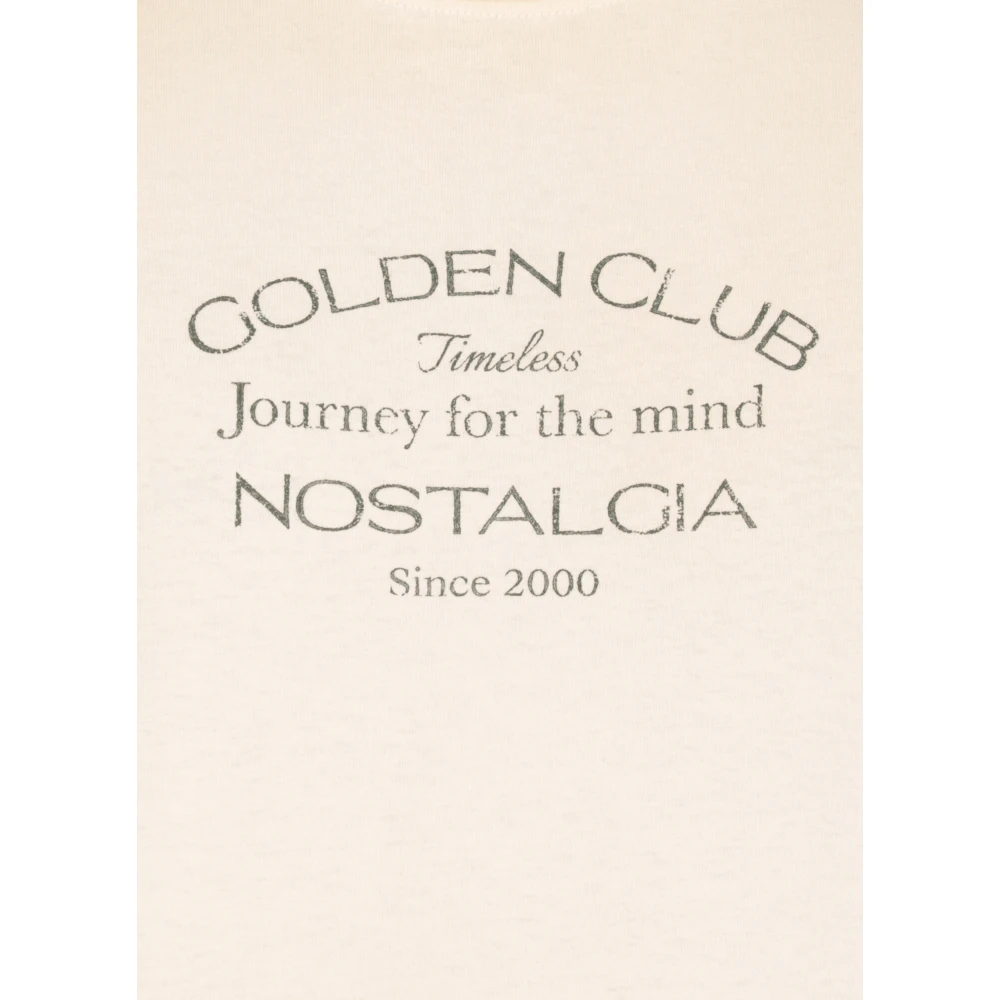 GOLDEN CLUB
Timeless
Journey for the mind
NOSTALGIA
Since 2000